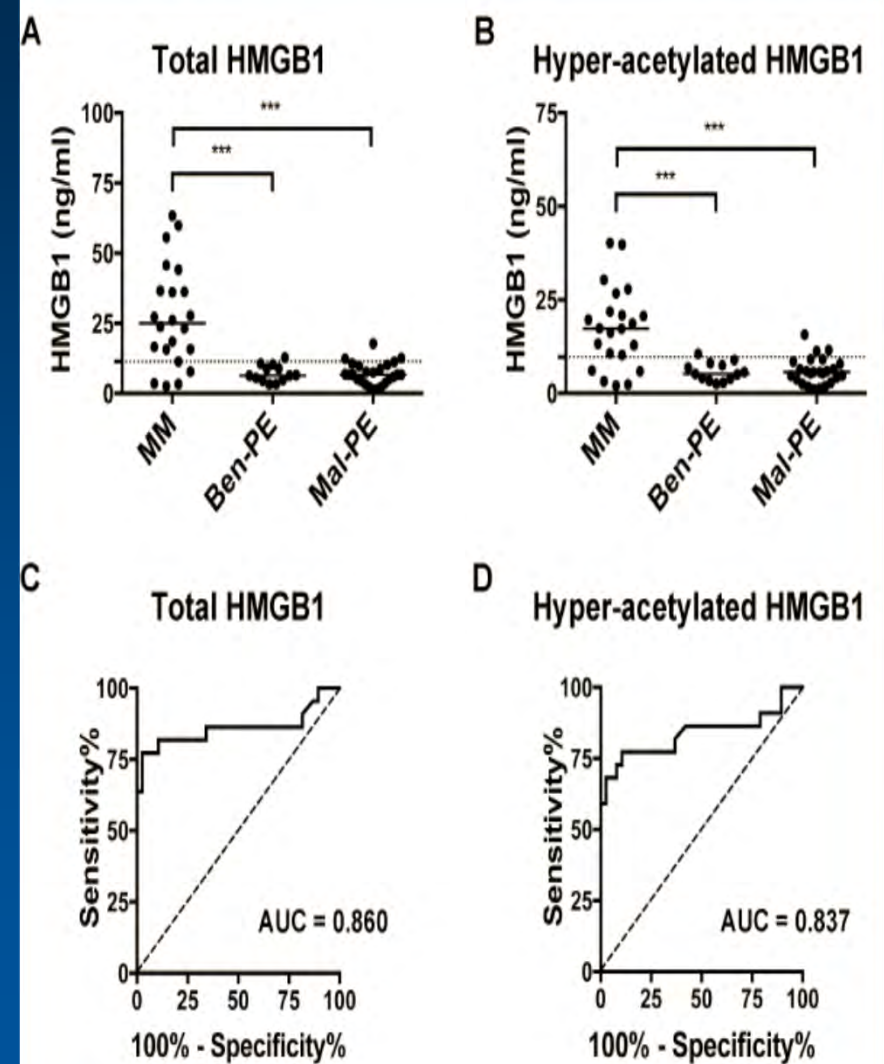 A
Total HMGB1
HMGB1 (ng/ml)
100
75
50
25
0
***
***
MM
Ben-PE
Mal-PE
B
Hyper-acetylated HMGB1
HMGB1 (ng/ml)
75
50
25
0
***
***
MM
Ben-PE
Mal-PE
C
Total HMGB1
Sensitivity%
100
75
50
25
0
AUC = 0.860
0 25 50 75 100
100% - Specificity%
D
Hyper-acetylated HMGB1
Sensitivity%
100
75
50
25
0
AUC = 0.837
0 25 50 75 100
100% - Specificity%